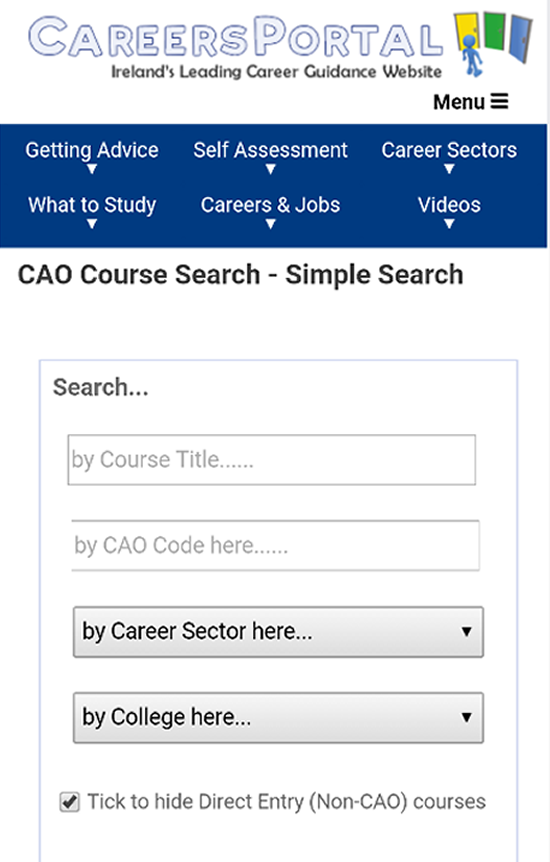 CAREERSPORTAL
Ireland's Leading Career Guidance Website
Menu
Getting Advice Self Assessment Career Sectors
What to Study Careers & Jobs Videos
CAO Course Search - Simple Search
Search...
by Course Title......
by CAO Code here......
by Career Sector here...
by College here...
Tick to hide Direct Entry (Non-CAO) courses